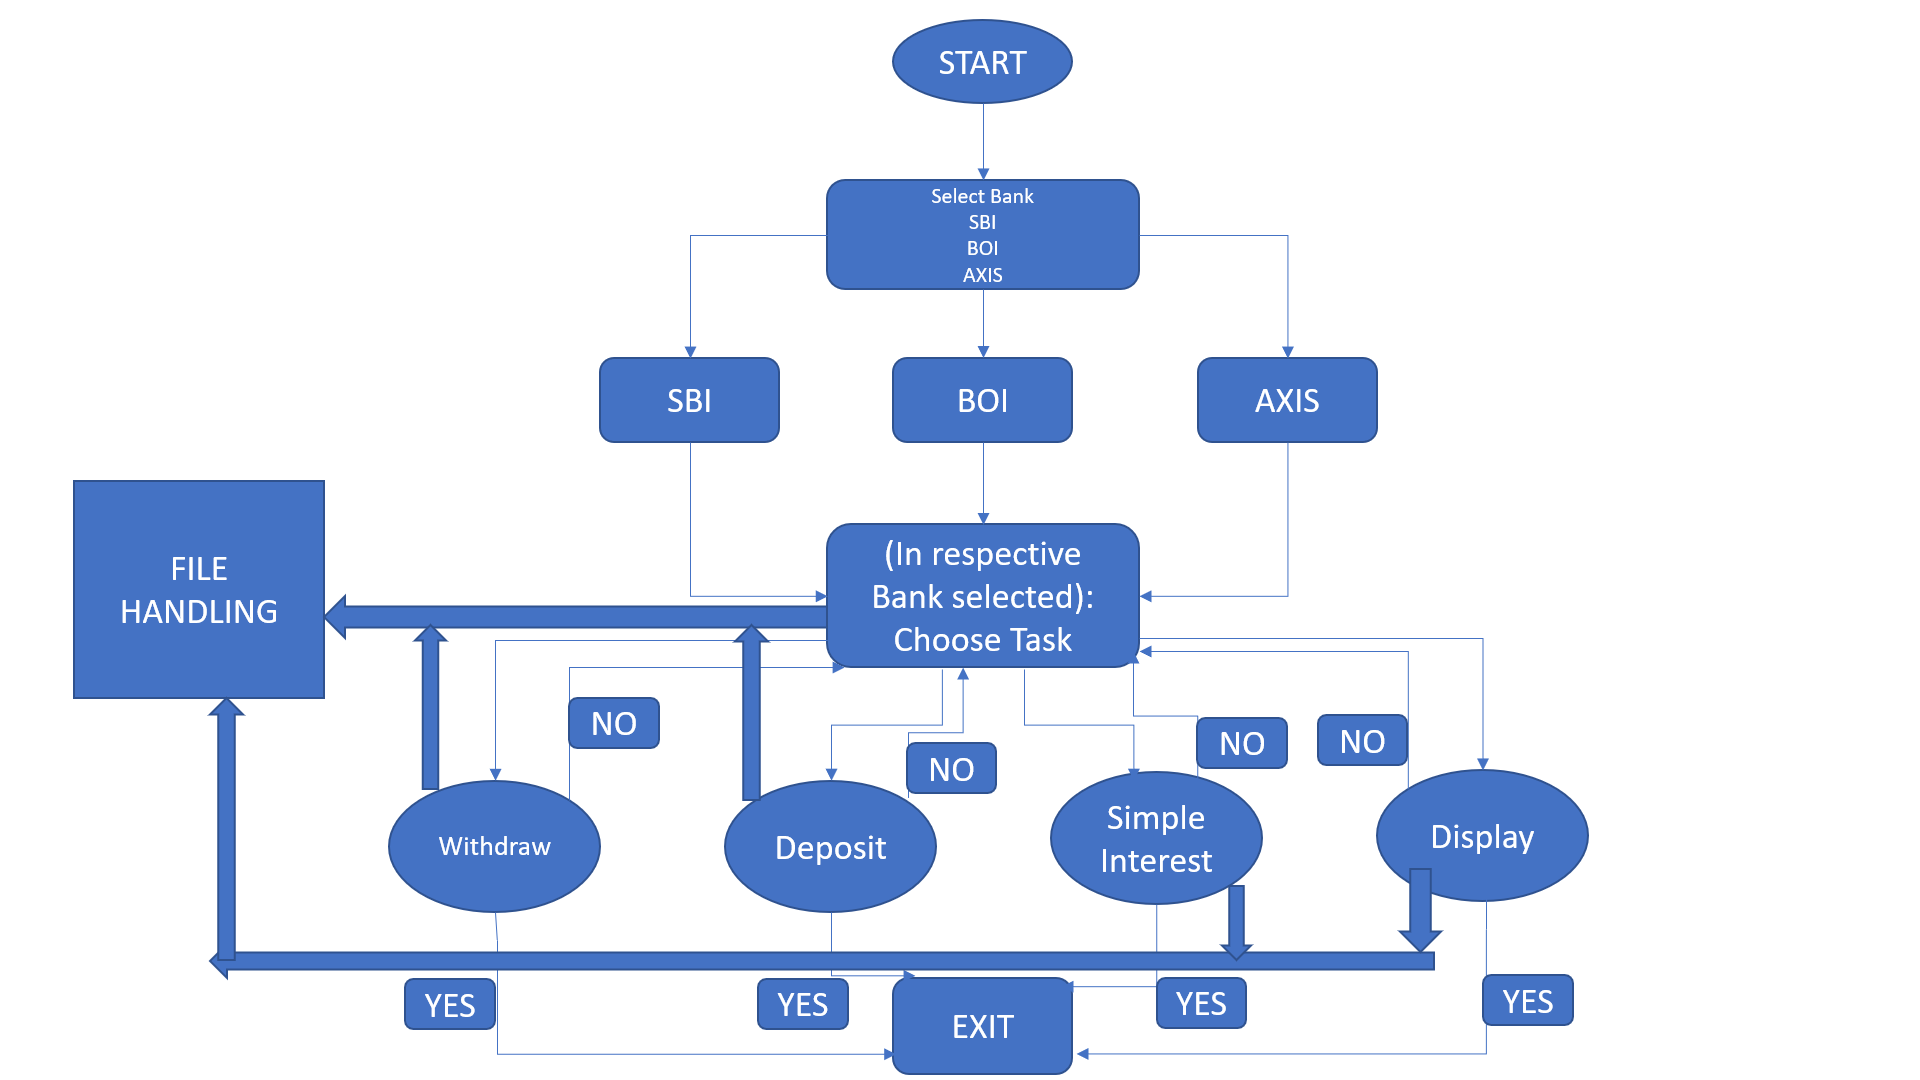 START
Select Bank
SBI
BOI
AXIS
SBI
BOI
AXIS
(In respective
Bank selected):
Choose Task
FILE
HANDLING
NO
NO
NO
NO
Withdraw
Deposit
Simple
Interest
Display
YES
YES
YES
YES
EXIT